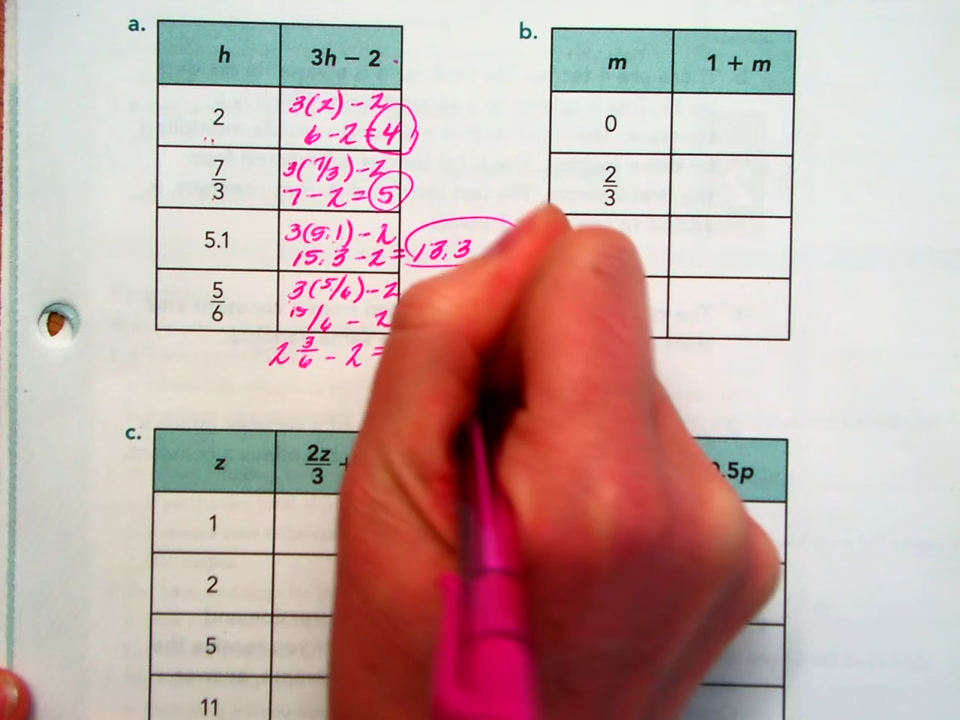 a.
h 3h – 2
2 3(2) – 2
6 – 2 = 4
7/3 3(7/3) – 2
7 – 2 = 5
5.1 3(5.1) – 2
15.3 – 2 = 13.3
5/6 3(5/6) – 2
15/6 – 2
2 3/6 – 2 =
b.
m 1 + m
0
2/3
c.
z 2z/3 +
1
2
5
11
.5p